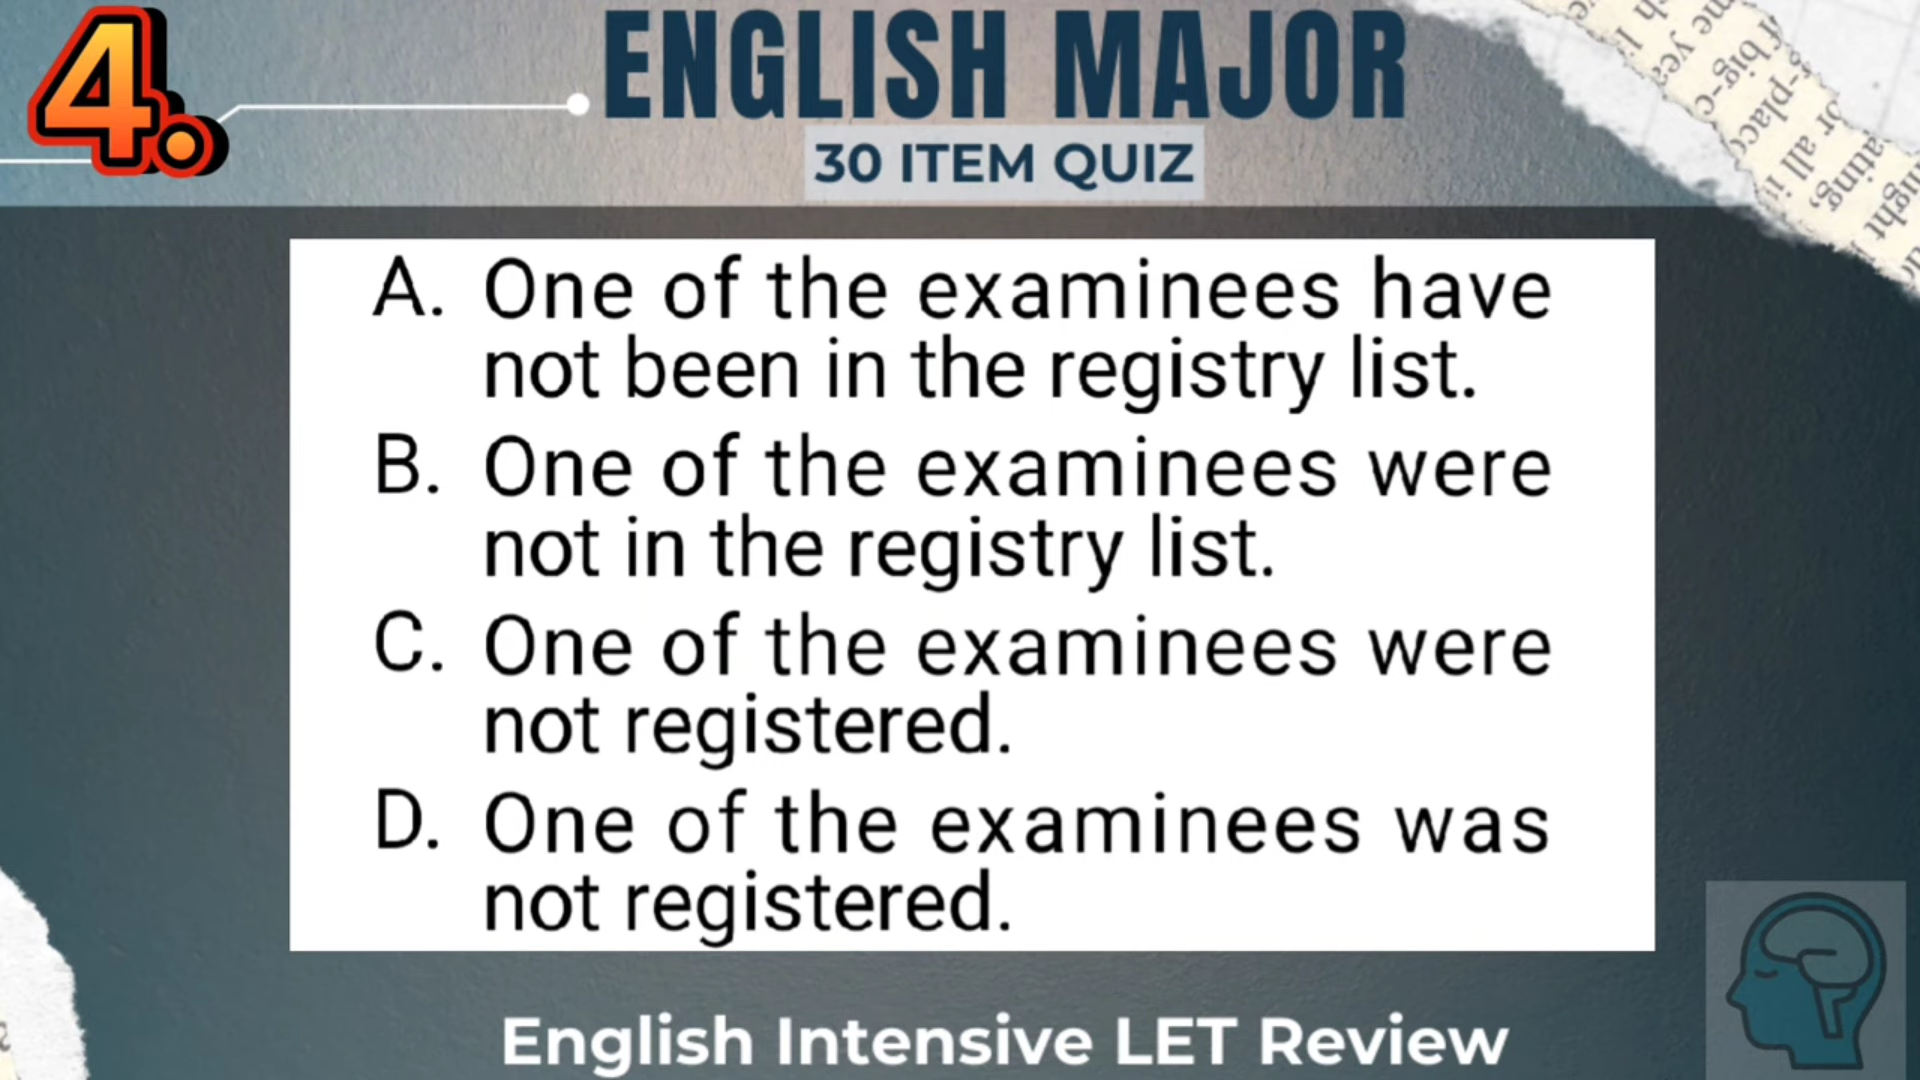 4.
ENGLISH MAJOR
30 ITEM QUIZ
A. One of the examinees have
not been in the registry list.
B. One of the examinees were
not in the registry list.
C. One of the examinees were
not registered.
D. One of the examinees was
not registered.
English Intensive LET Review